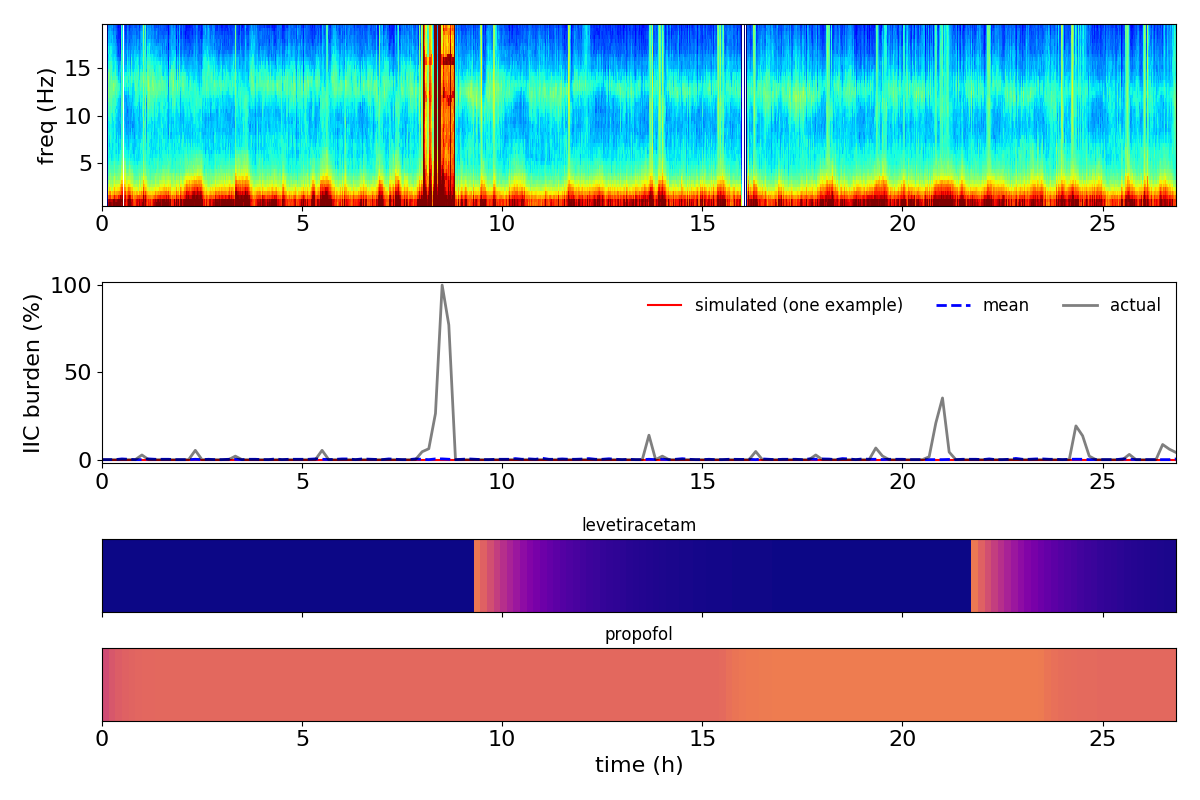 freq (Hz)
15
10
5
0 5 10 15 20 25
IIC burden (%)
100
50
0
simulated (one example) mean actual
0 5 10 15 20 25
levetiracetam
propofol
0 5 10 15 20 25
time (h)